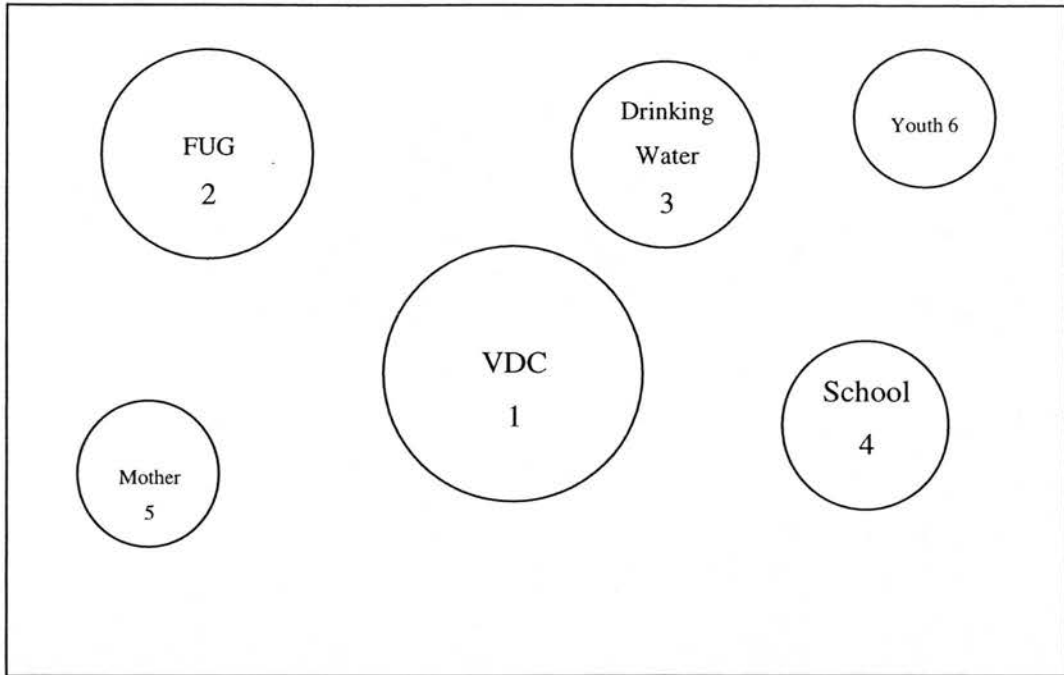 FUG
2
Drinking
Water
3
Youth 6
VDC
1
School
4
Mother
5